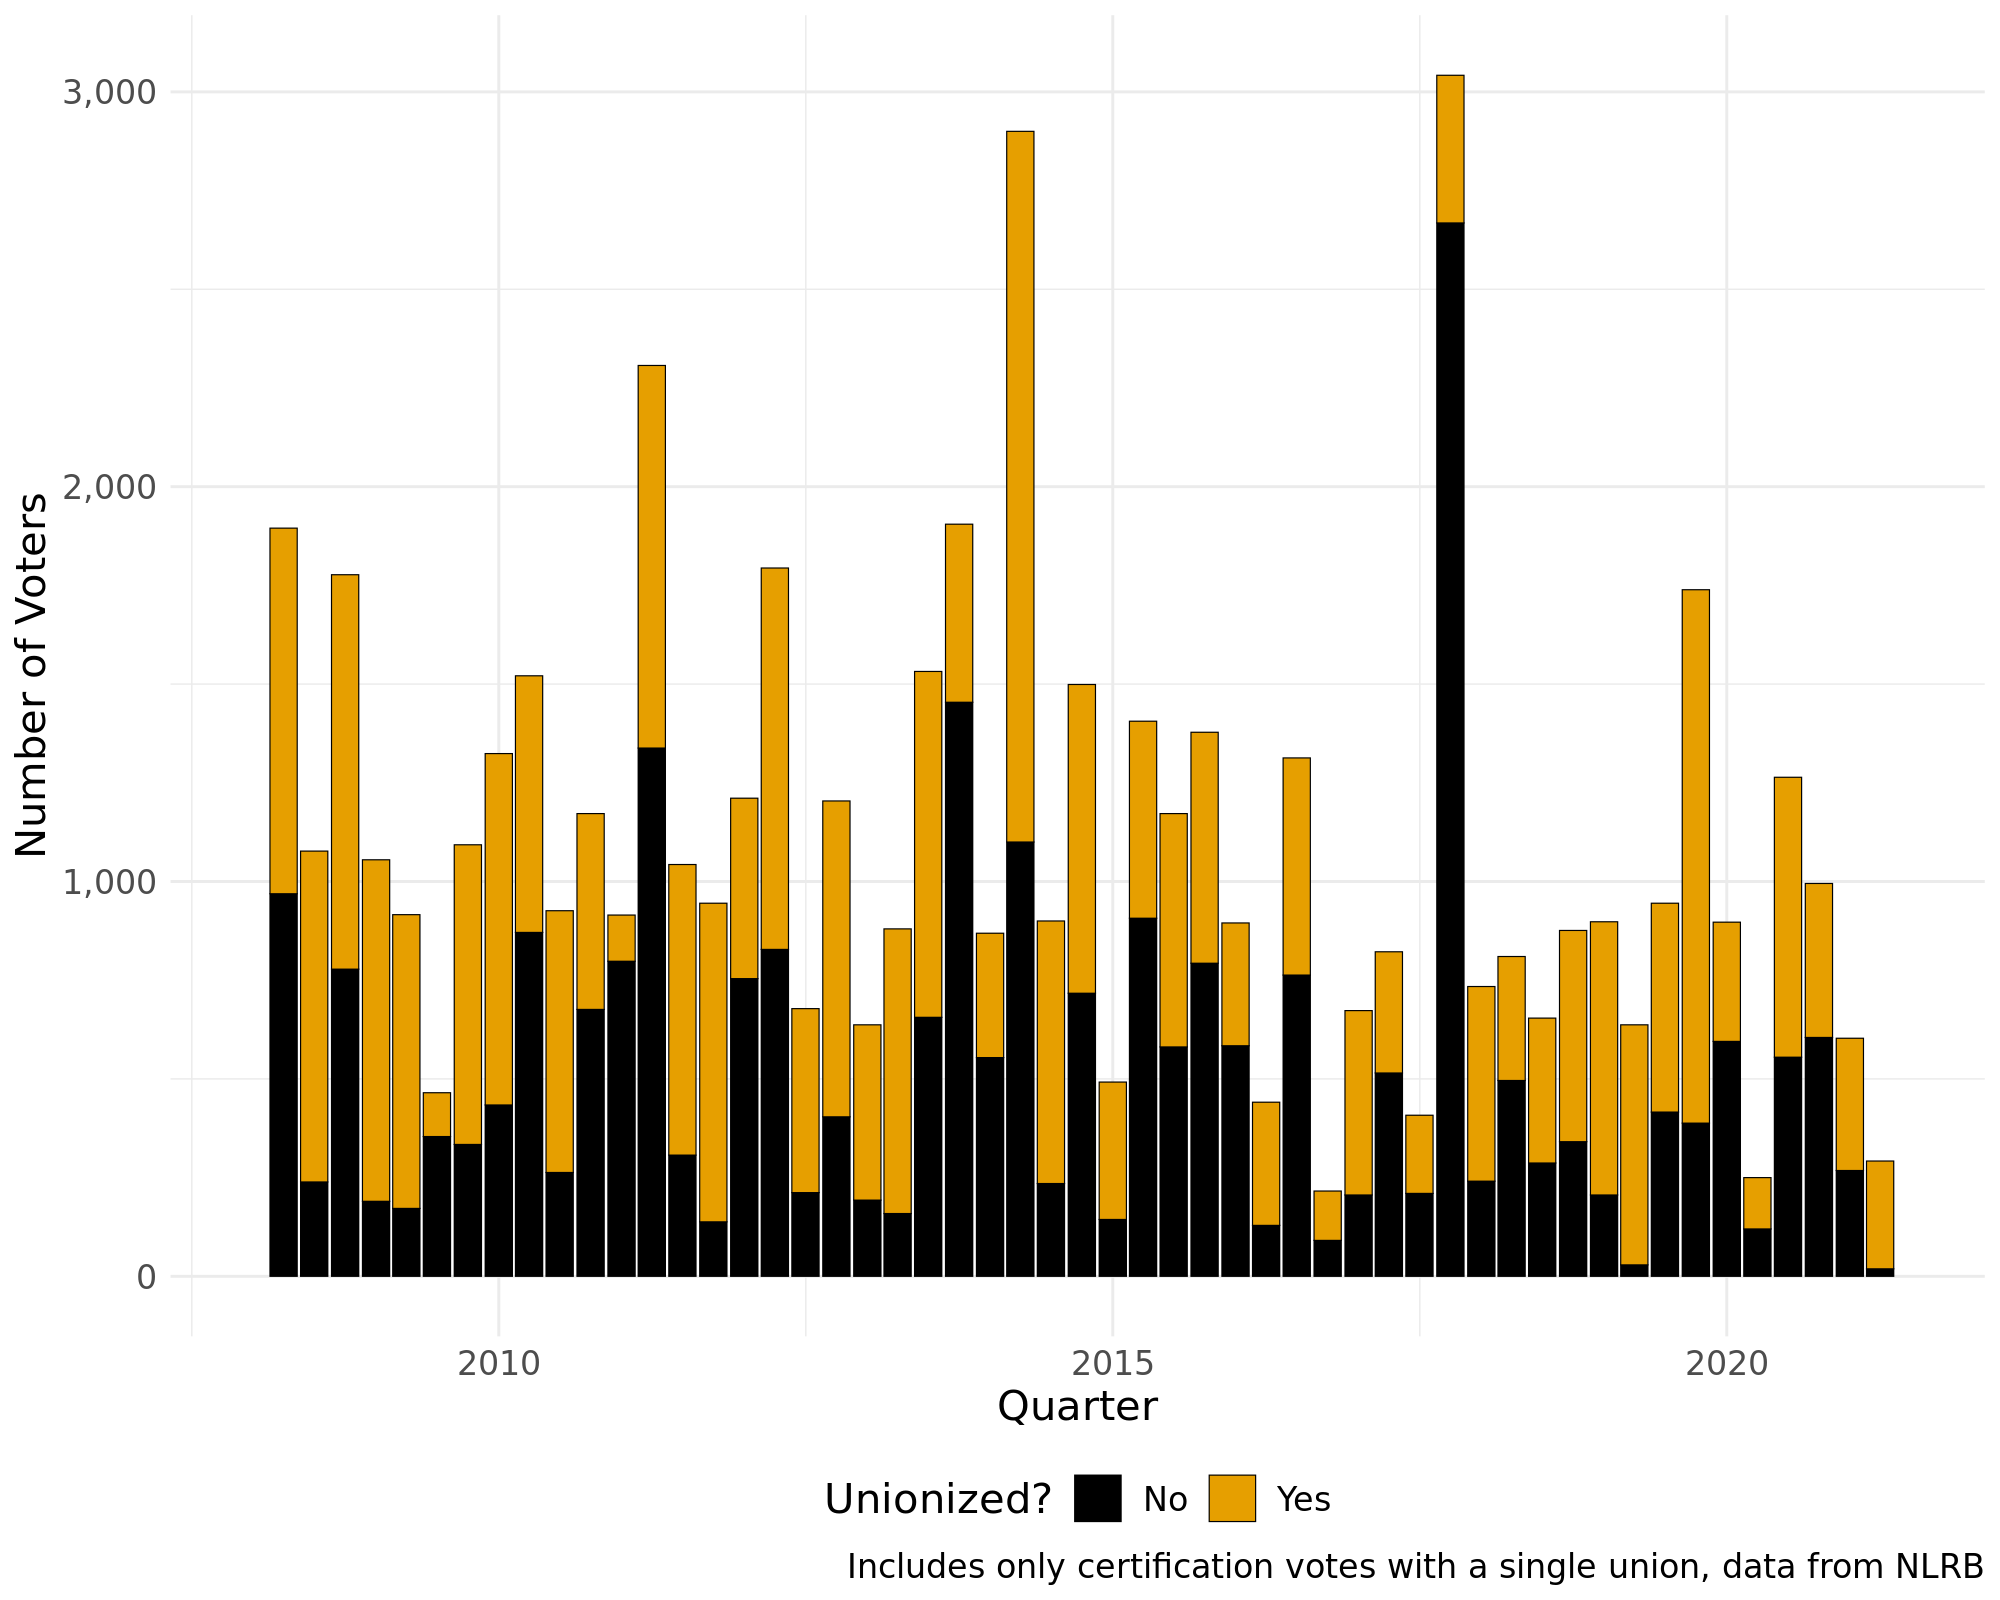 3,000
2,000
1,000
0
Number of Voters
2010 2015 2020
Quarter
Unionized? No Yes
Includes only certification votes with a single union, data from NLRB